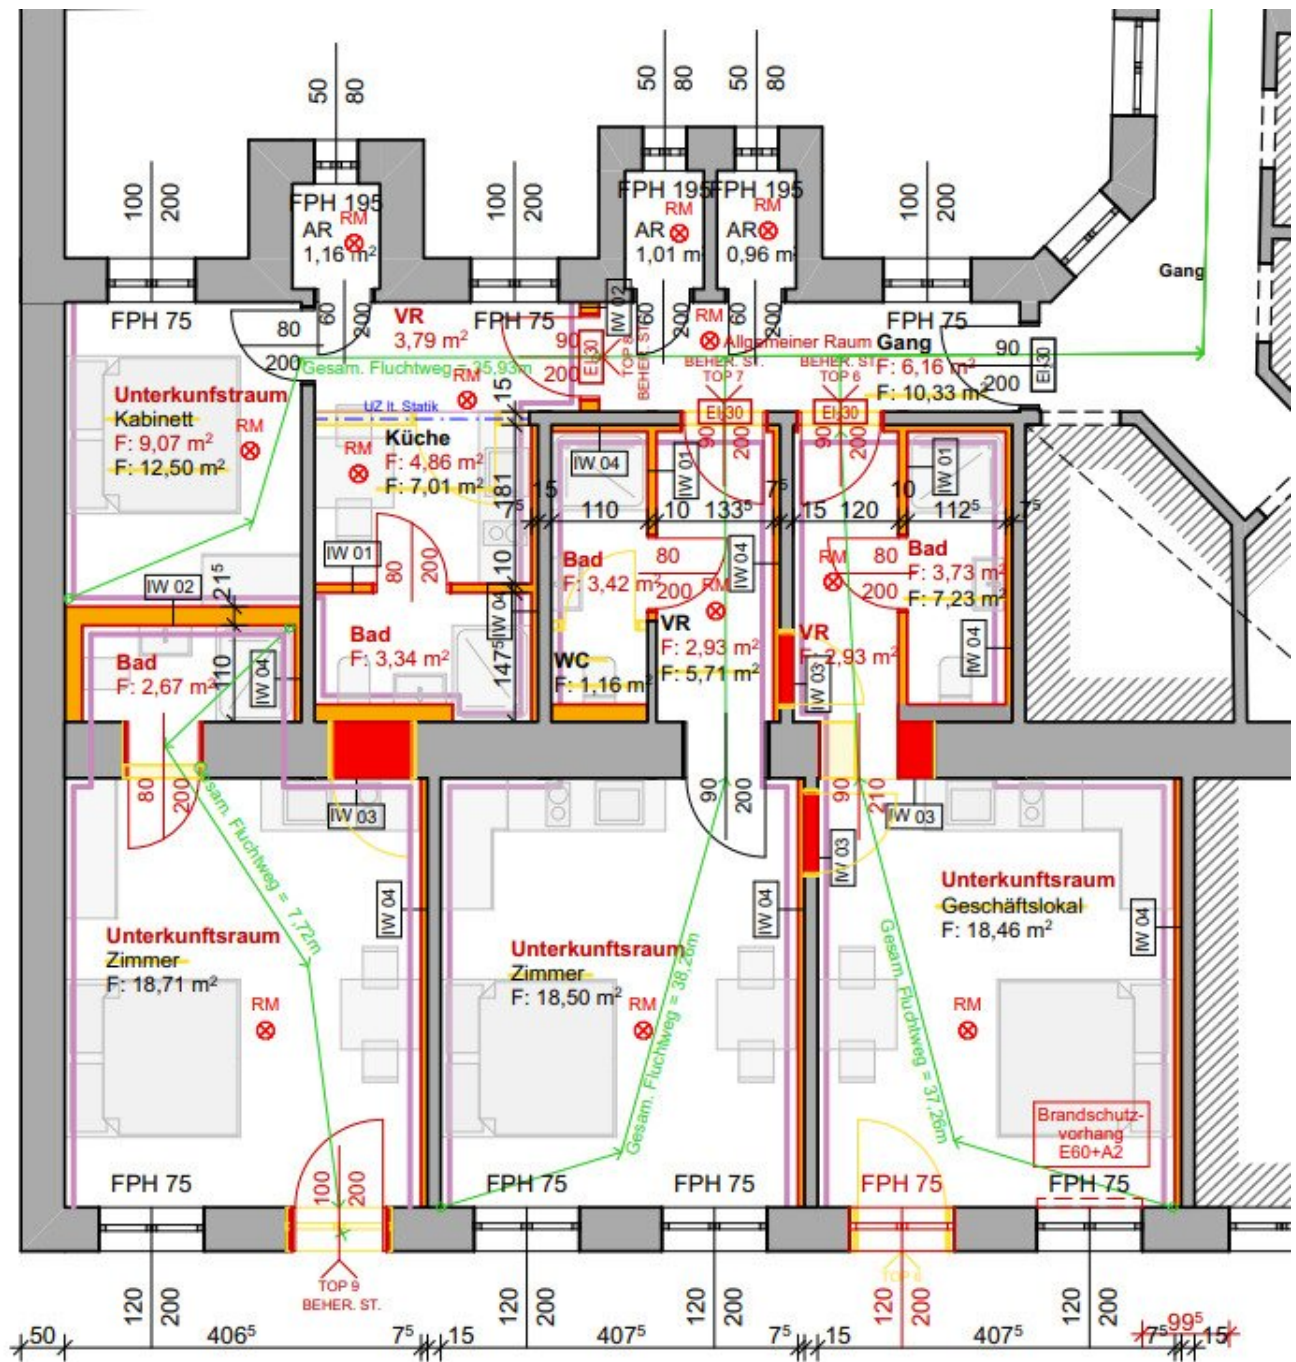 50
80
50
80
50
80
100
200
100
200
100
200
FPH 195
RM
AR
1,16 m²
FPH 195
RM
AR
1,01 m²
FPH 195
RM
AR
0,96 m²
Gang
FPH 75
80
200
60
200
VR
3,79 m²
FPH 75
IW 02
90
200
EI 30
TOP 8
BEHER. ST.
60
200
RM
60
200
Allgemeiner Raum
Gang
F: 6,16 m²
F: 10,33 m²
FPH 75
90
200
EI 30
BEHER. ST.
TOP 7
BEHER. ST.
TOP 6
Gesam. Fluchtweg = 35,93m
RM
15
UZ lt. Statik
EI 30
EI 30
Unterkunftsraum
Kabinett
F: 9,07 m²
F: 12,50 m²
RM
Küche
F: 4,86 m²
F: 7,01 m²
RM
181
IW 04
IW 01
90
200
90
200
IW 01
15
7⁵
110
10
133⁵
7⁵
15
120
10
112⁵
7⁵
IW 01
80
200
10
IW 02
21⁵
Bad
F: 3,42 m²
80
200
RM
IW 04
RM
80
200
Bad
F: 3,73 m²
F: 7,23 m²
IW 04
Bad
F: 2,67 m²
110
IW 04
Bad
F: 3,34 m²
147⁵
IW 04
WC
F: 1,16 m²
VR
F: 2,93 m²
F: 5,71 m²
VR
F: 2,93 m²
IW 03
80
200
IW 03
90
200
90
210
IW 03
IW 03
Gesam. Fluchtweg = 7,72m
IW 04
IW 04
IW 04
Unterkunftsraum
Zimmer
F: 18,71 m²
RM
Unterkunftsraum
Zimmer
F: 18,50 m²
RM
Gesam. Fluchtweg = 38,26m
Unterkunftsraum
Geschäftslokal
F: 18,46 m²
RM
Gesam. Fluchtweg = 37,26m
Brandschutz-
vorhang
E60+A2
FPH 75
100
200
FPH 75
FPH 75
FPH 75
FPH 75
TOP 9
BEHER. ST.
TOP 6
120
200
120
200
120
200
120
200
120
200
50
406⁵
7⁵
15
407⁵
7⁵
15
407⁵
7⁵
15
99⁵